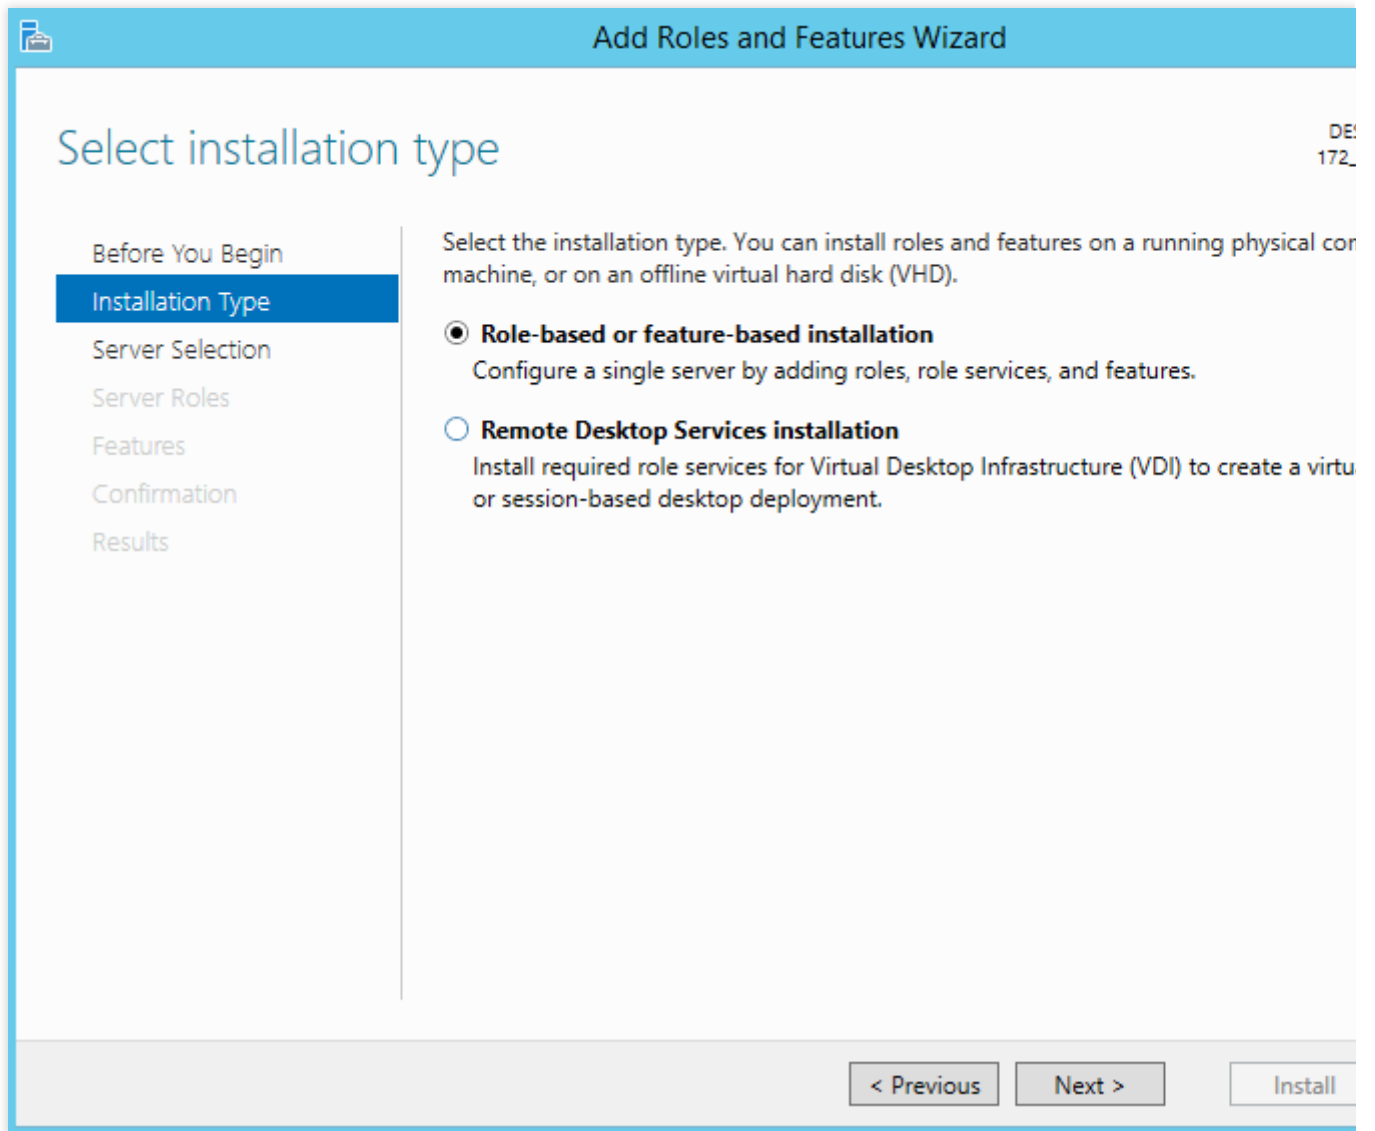 Add Roles and Features Wizard
Select installation type
172_
Before You Begin
Installation Type
Server Selection
Server Roles
Features
Confirmation
Results
Select the installation type. You can install roles and features on a running physical
machine, or on an offline virtual hard disk (VHD).
Role-based or feature-based installation
Configure a single server by adding roles, role services, and features.
Remote Desktop Services installation
Install required role services for Virtual Desktop Infrastructure (VDI) to create a
or session-based desktop deployment.
< Previous
Next >
Install